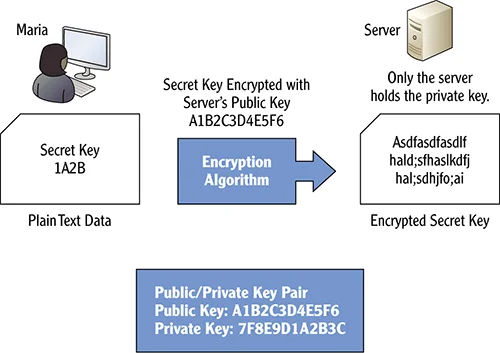 Maria
Server
Secret Key Encrypted with
Server's Public Key
A1B2C3D4E5F6
Only the server
holds the private key.
Secret Key
1A2B
Encryption
Algorithm
Asdfasdfasdlf
hald;sfhaslkdfj
hal;sdhjfo;ai
Plain Text Data
Encrypted Secret Key
Public/Private Key Pair
Public Key: A1B2C3D4E5F6
Private Key: 7F8E9D1A2B3C